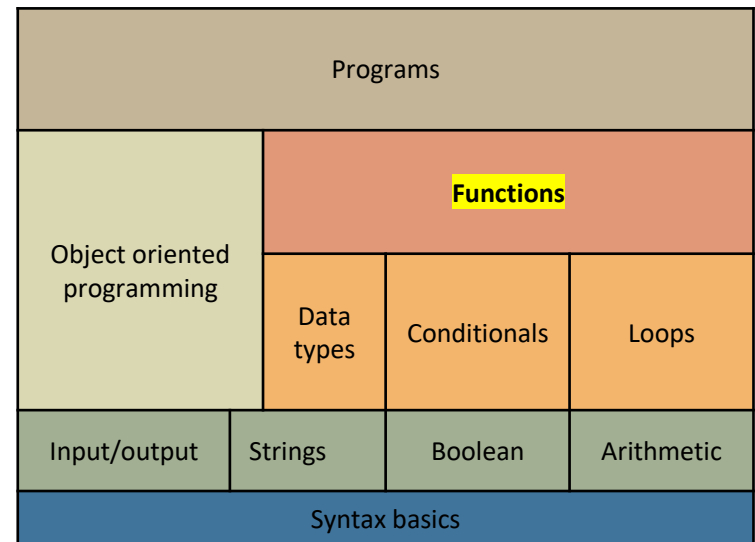 Programs
Functions
Object oriented
programming
Data
types
Conditionals
Loops
Input/output
Strings
Boolean
Arithmetic
Syntax basics